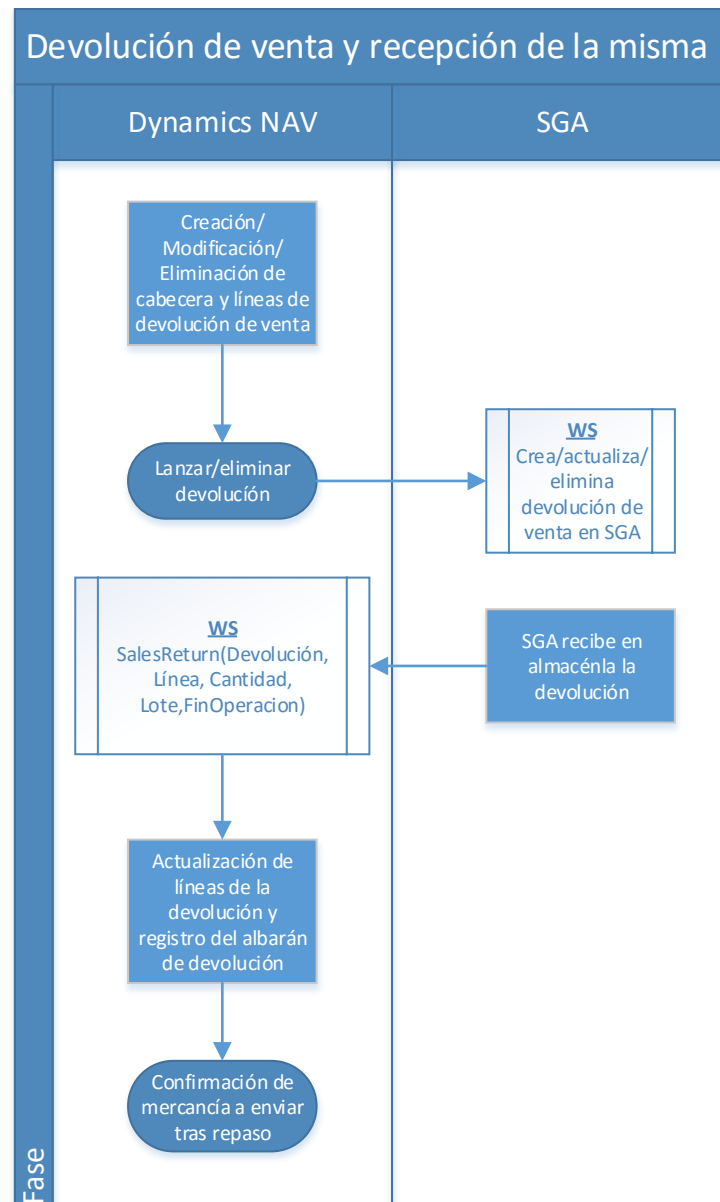 Devolución de venta y recepción de la misma
Dynamics NAV
SGA
Creación/
Modificación/
Eliminación de
cabecera y líneas de
devolución de venta
Lanzar/eliminar
devolución
WS
Crea/actualiza/
elimina
devolución de
venta en SGA
WS
SalesReturn(Devolución,
Línea, Cantidad,
Lote,FinOperacion)
SGA recibe en
almacénla la
devolución
Actualización de
líneas de la
devolución y
registro del albarán
de devolución
Confirmación de
mercancía a enviar
tras repaso
Fase